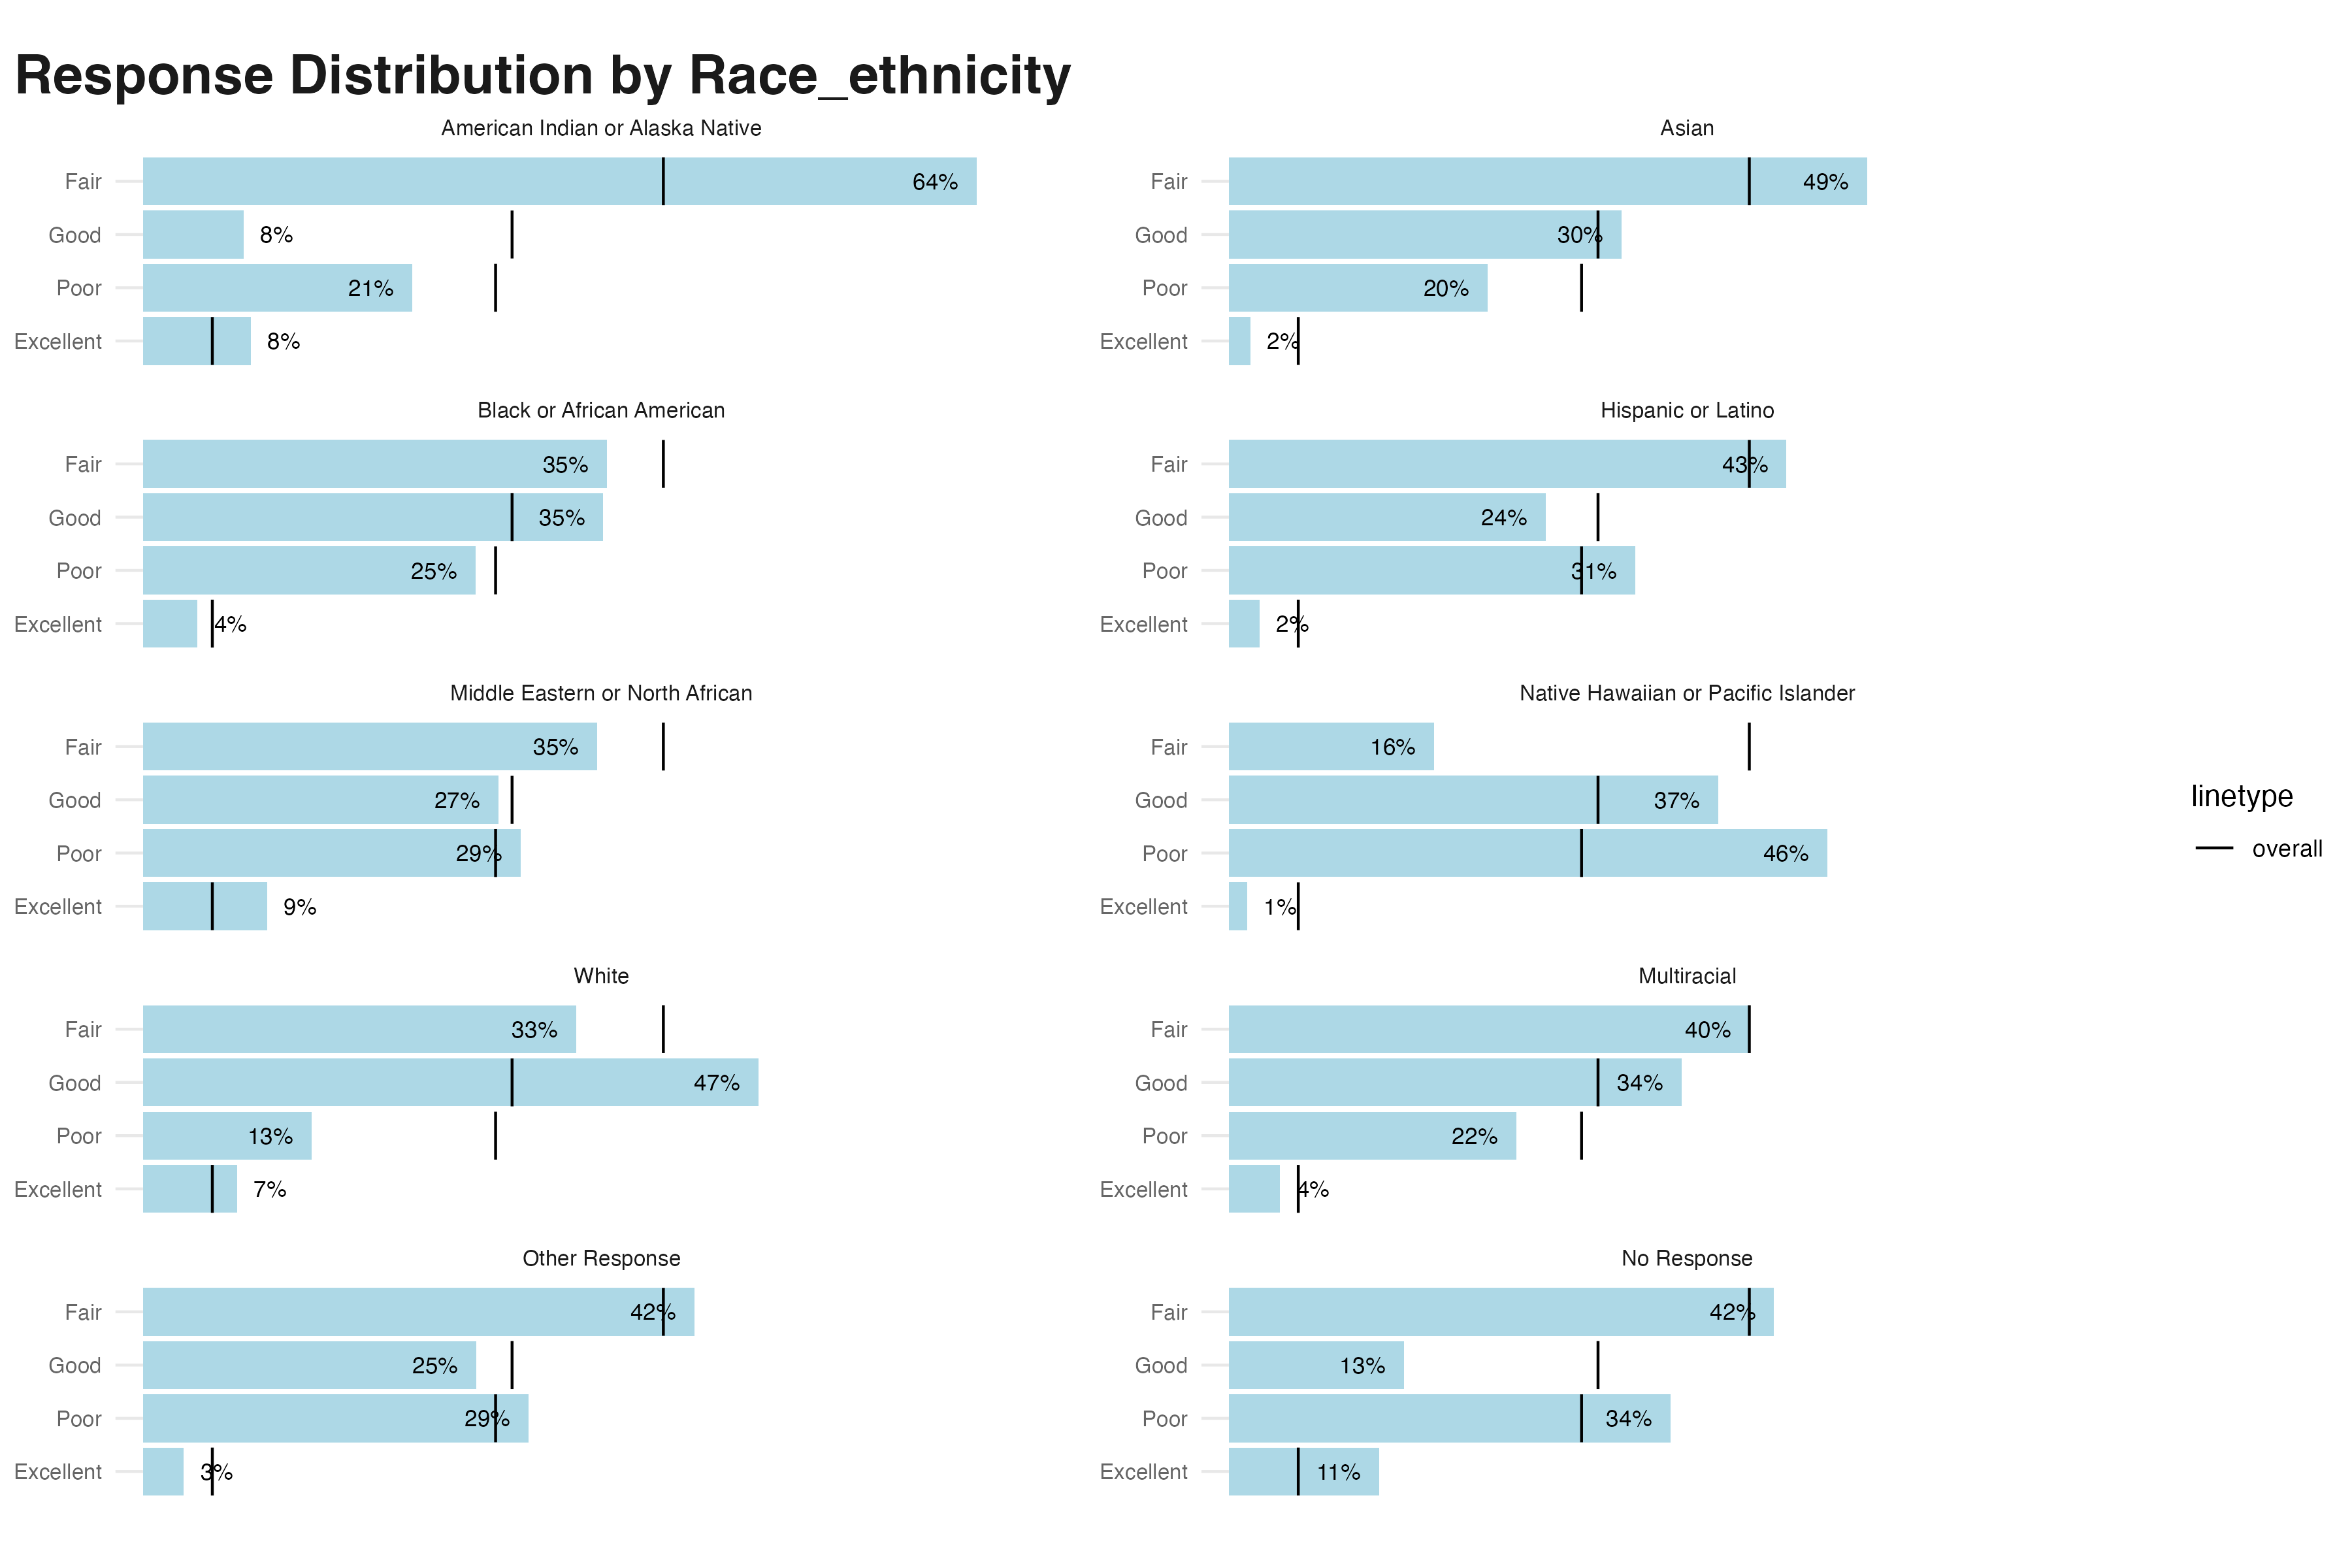 Response Distribution by Race_ethnicity
American Indian or Alaska Native
Fair 64%
Good 8%
Poor 21%
Excellent 8%
Asian
Fair 49%
Good 30%
Poor 20%
Excellent 2%
Black or African American
Fair 35%
Good 35%
Poor 25%
Excellent 4%
Hispanic or Latino
Fair 43%
Good 24%
Poor 31%
Excellent 2%
Middle Eastern or North African
Fair 35%
Good 27%
Poor 29%
Excellent 9%
Native Hawaiian or Pacific Islander
Fair 16%
Good 37%
Poor 46%
Excellent 1%
White
Fair 33%
Good 47%
Poor 13%
Excellent 7%
Multiracial
Fair 40%
Good 34%
Poor 22%
Excellent 4%
Other Response
Fair 42%
Good 25%
Poor 29%
Excellent 3%
No Response
Fair 42%
Good 13%
Poor 34%
Excellent 11%
linetype
overall